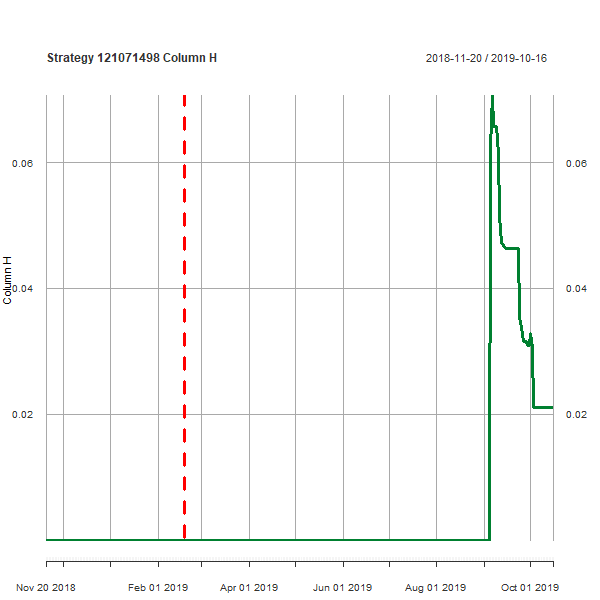 Strategy 121071498 Column H
2018-11-20 / 2019-10-16
0.06
0.06
0.04
0.04
0.02
0.02
Column H
Nov 20 2018
Feb 01 2019
Apr 01 2019
Jun 01 2019
Aug 01 2019
Oct 01 2019